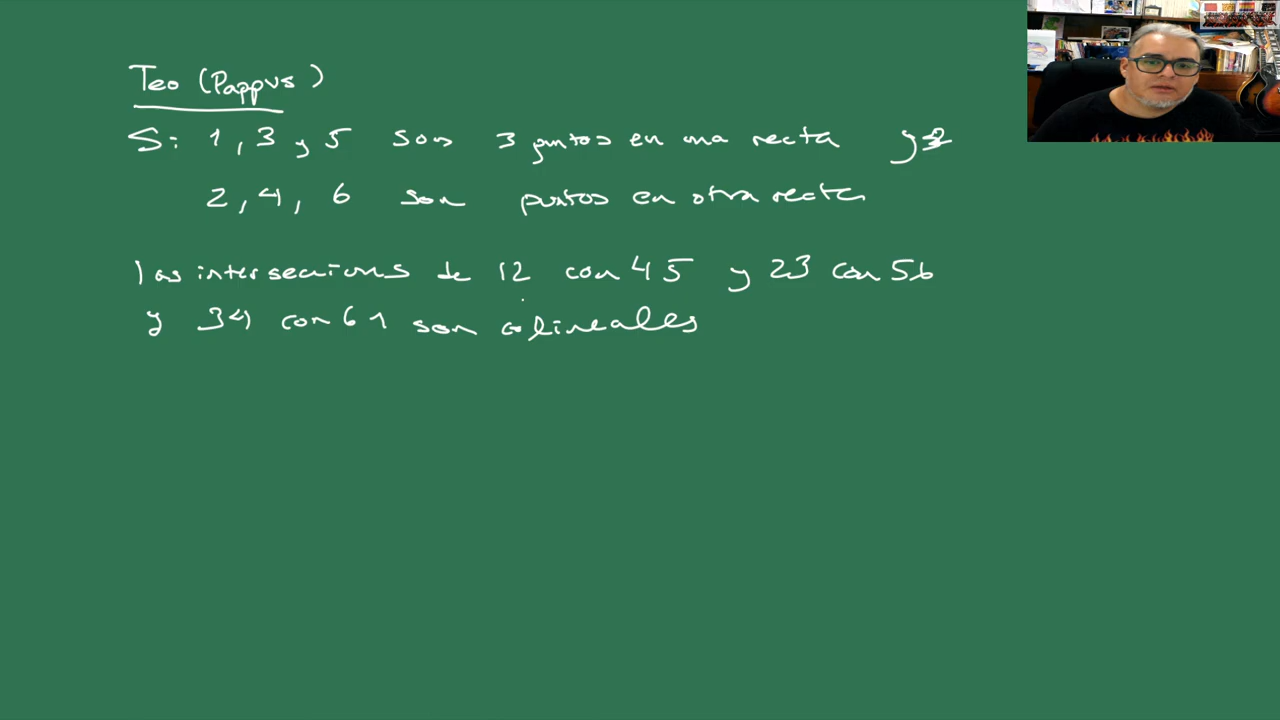 Teo (Pappus)
Si 1, 3 y 5 son 3 puntos en una recta y
2, 4, 6 son puntos en otra recta
las intersecciones de 12 con 45 y 23 con 56
y 34 con 61 son colineales